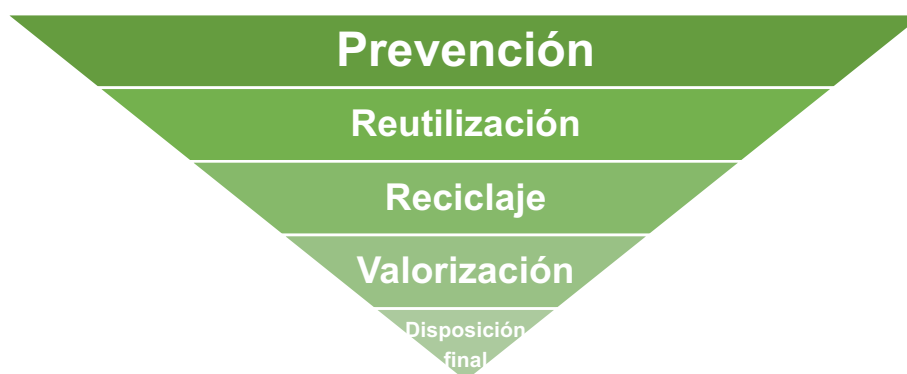 Prevención
Reutilización
Reciclaje
Valorización
Disposición
final